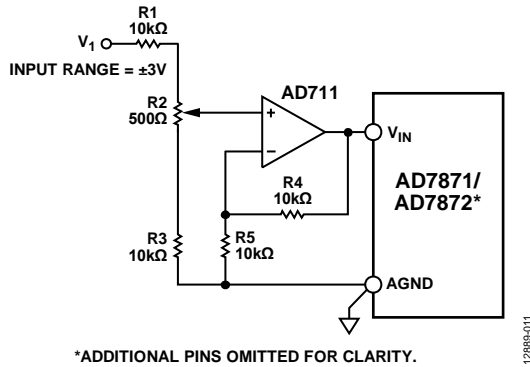 R1
10kΩ
V1
INPUT RANGE = ±3V
R2
500Ω
AD711
+
–
VIN
AD7871/
AD7872*
R4
10kΩ
R3
10kΩ
R5
10kΩ
AGND
*ADDITIONAL PINS OMITTED FOR CLARITY.
12889-011